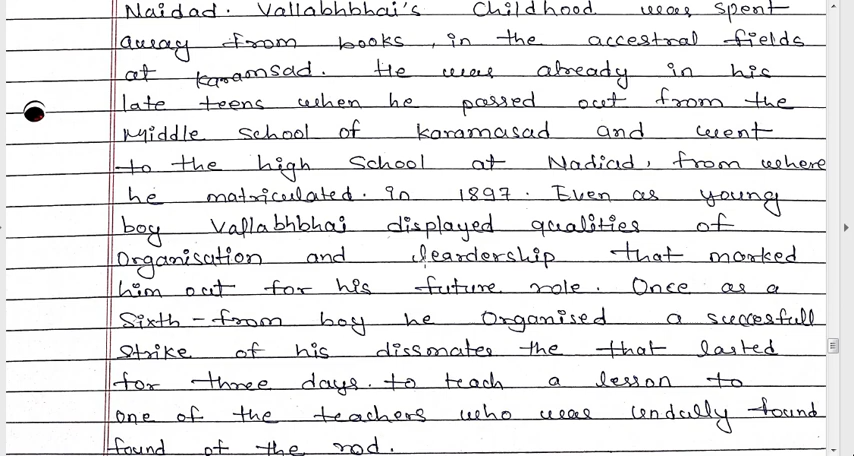 Naidad. Vallabhbhai's Childhood was spent
away from books, in the accestral fields
at karamsad. He was already in his
late teens when he passed out from the
Middle School of karamasad and went
to the high School at Nadiad, from where
he matriculated. in 1897. Even as young
boy Vallabhbhai displayed qualities of
Organisation and leardership that marked
him out for his future role. Once as a
Sixth-from boy he Organised a succesfull
Strike of his dissmates the that lasted
for three days. to teach a lesson to
one of the teachers who was undally found
found of the rod.